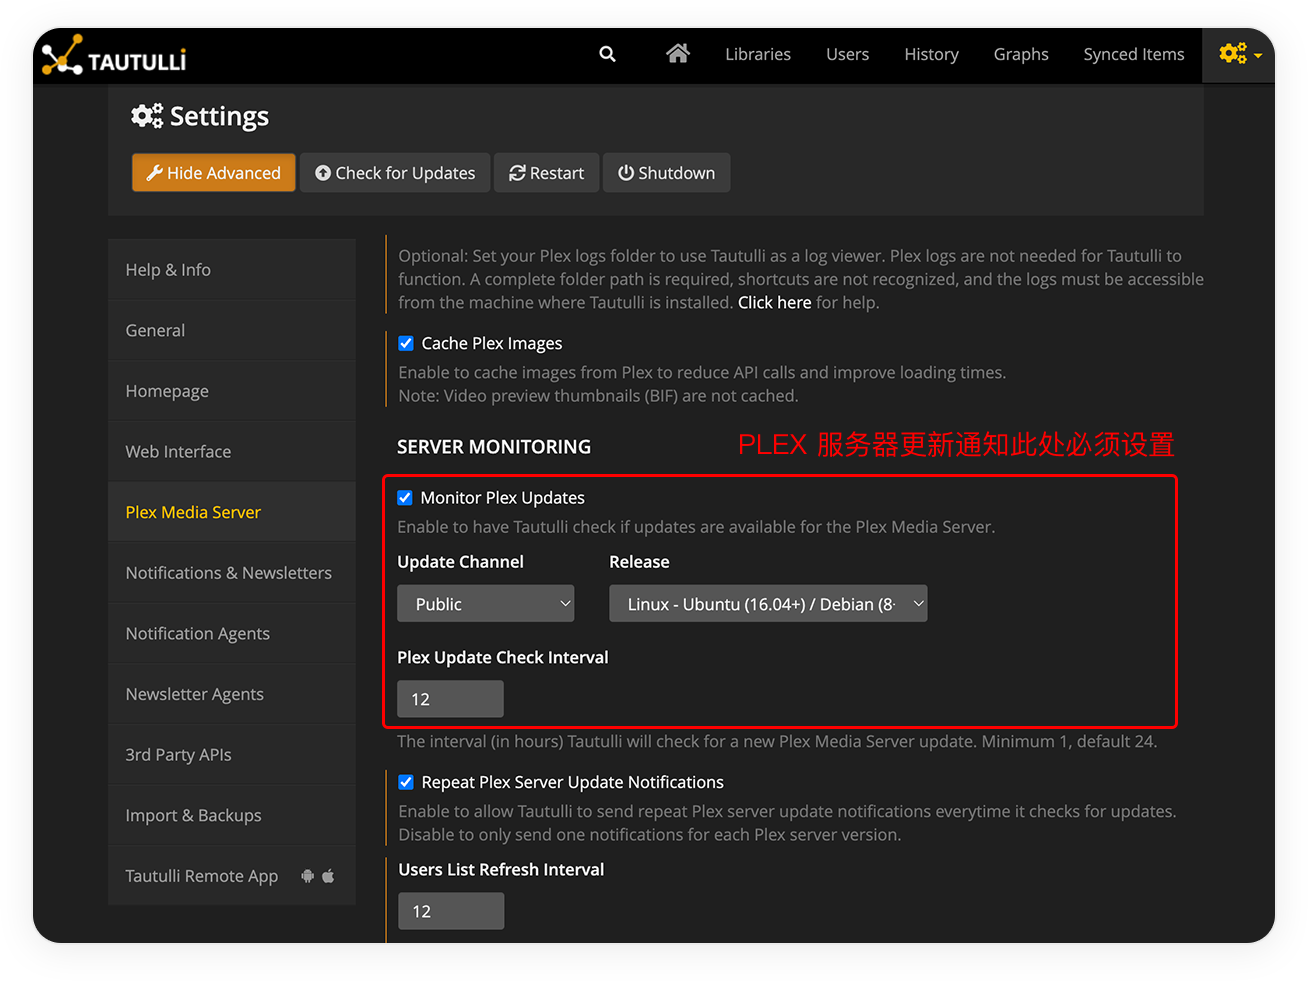 TAUTULLI
Libraries
Users
History
Graphs
Synced Items
Settings
Hide Advanced
Check for Updates
Restart
Shutdown
Help & Info
General
Homepage
Web Interface
Plex Media Server
Notifications & Newsletters
Notification Agents
Newsletter Agents
3rd Party APIs
Import & Backups
Tautulli Remote App
Optional: Set your Plex logs folder to use Tautulli as a log viewer. Plex logs are not needed for Tautulli to
function. A complete folder path is required, shortcuts are not recognized, and the logs must be accessible
from the machine where Tautulli is installed. Click here for help.
Cache Plex Images
Enable to cache images from Plex to reduce API calls and improve loading times.
Note: Video preview thumbnails (BIF) are not cached.
SERVER MONITORING
PLEX 服务器更新通知此处必须设置
Monitor Plex Updates
Enable to have Tautulli check if updates are available for the Plex Media Server.
Update Channel
Release
Public
Linux - Ubuntu (16.04+) / Debian (8-
Plex Update Check Interval
12
The interval (in hours) Tautulli will check for a new Plex Media Server update. Minimum 1, default 24.
Repeat Plex Server Update Notifications
Enable to allow Tautulli to send repeat Plex server update notifications everytime it checks for updates.
Disable to only send one notifications for each Plex server version.
Users List Refresh Interval
12